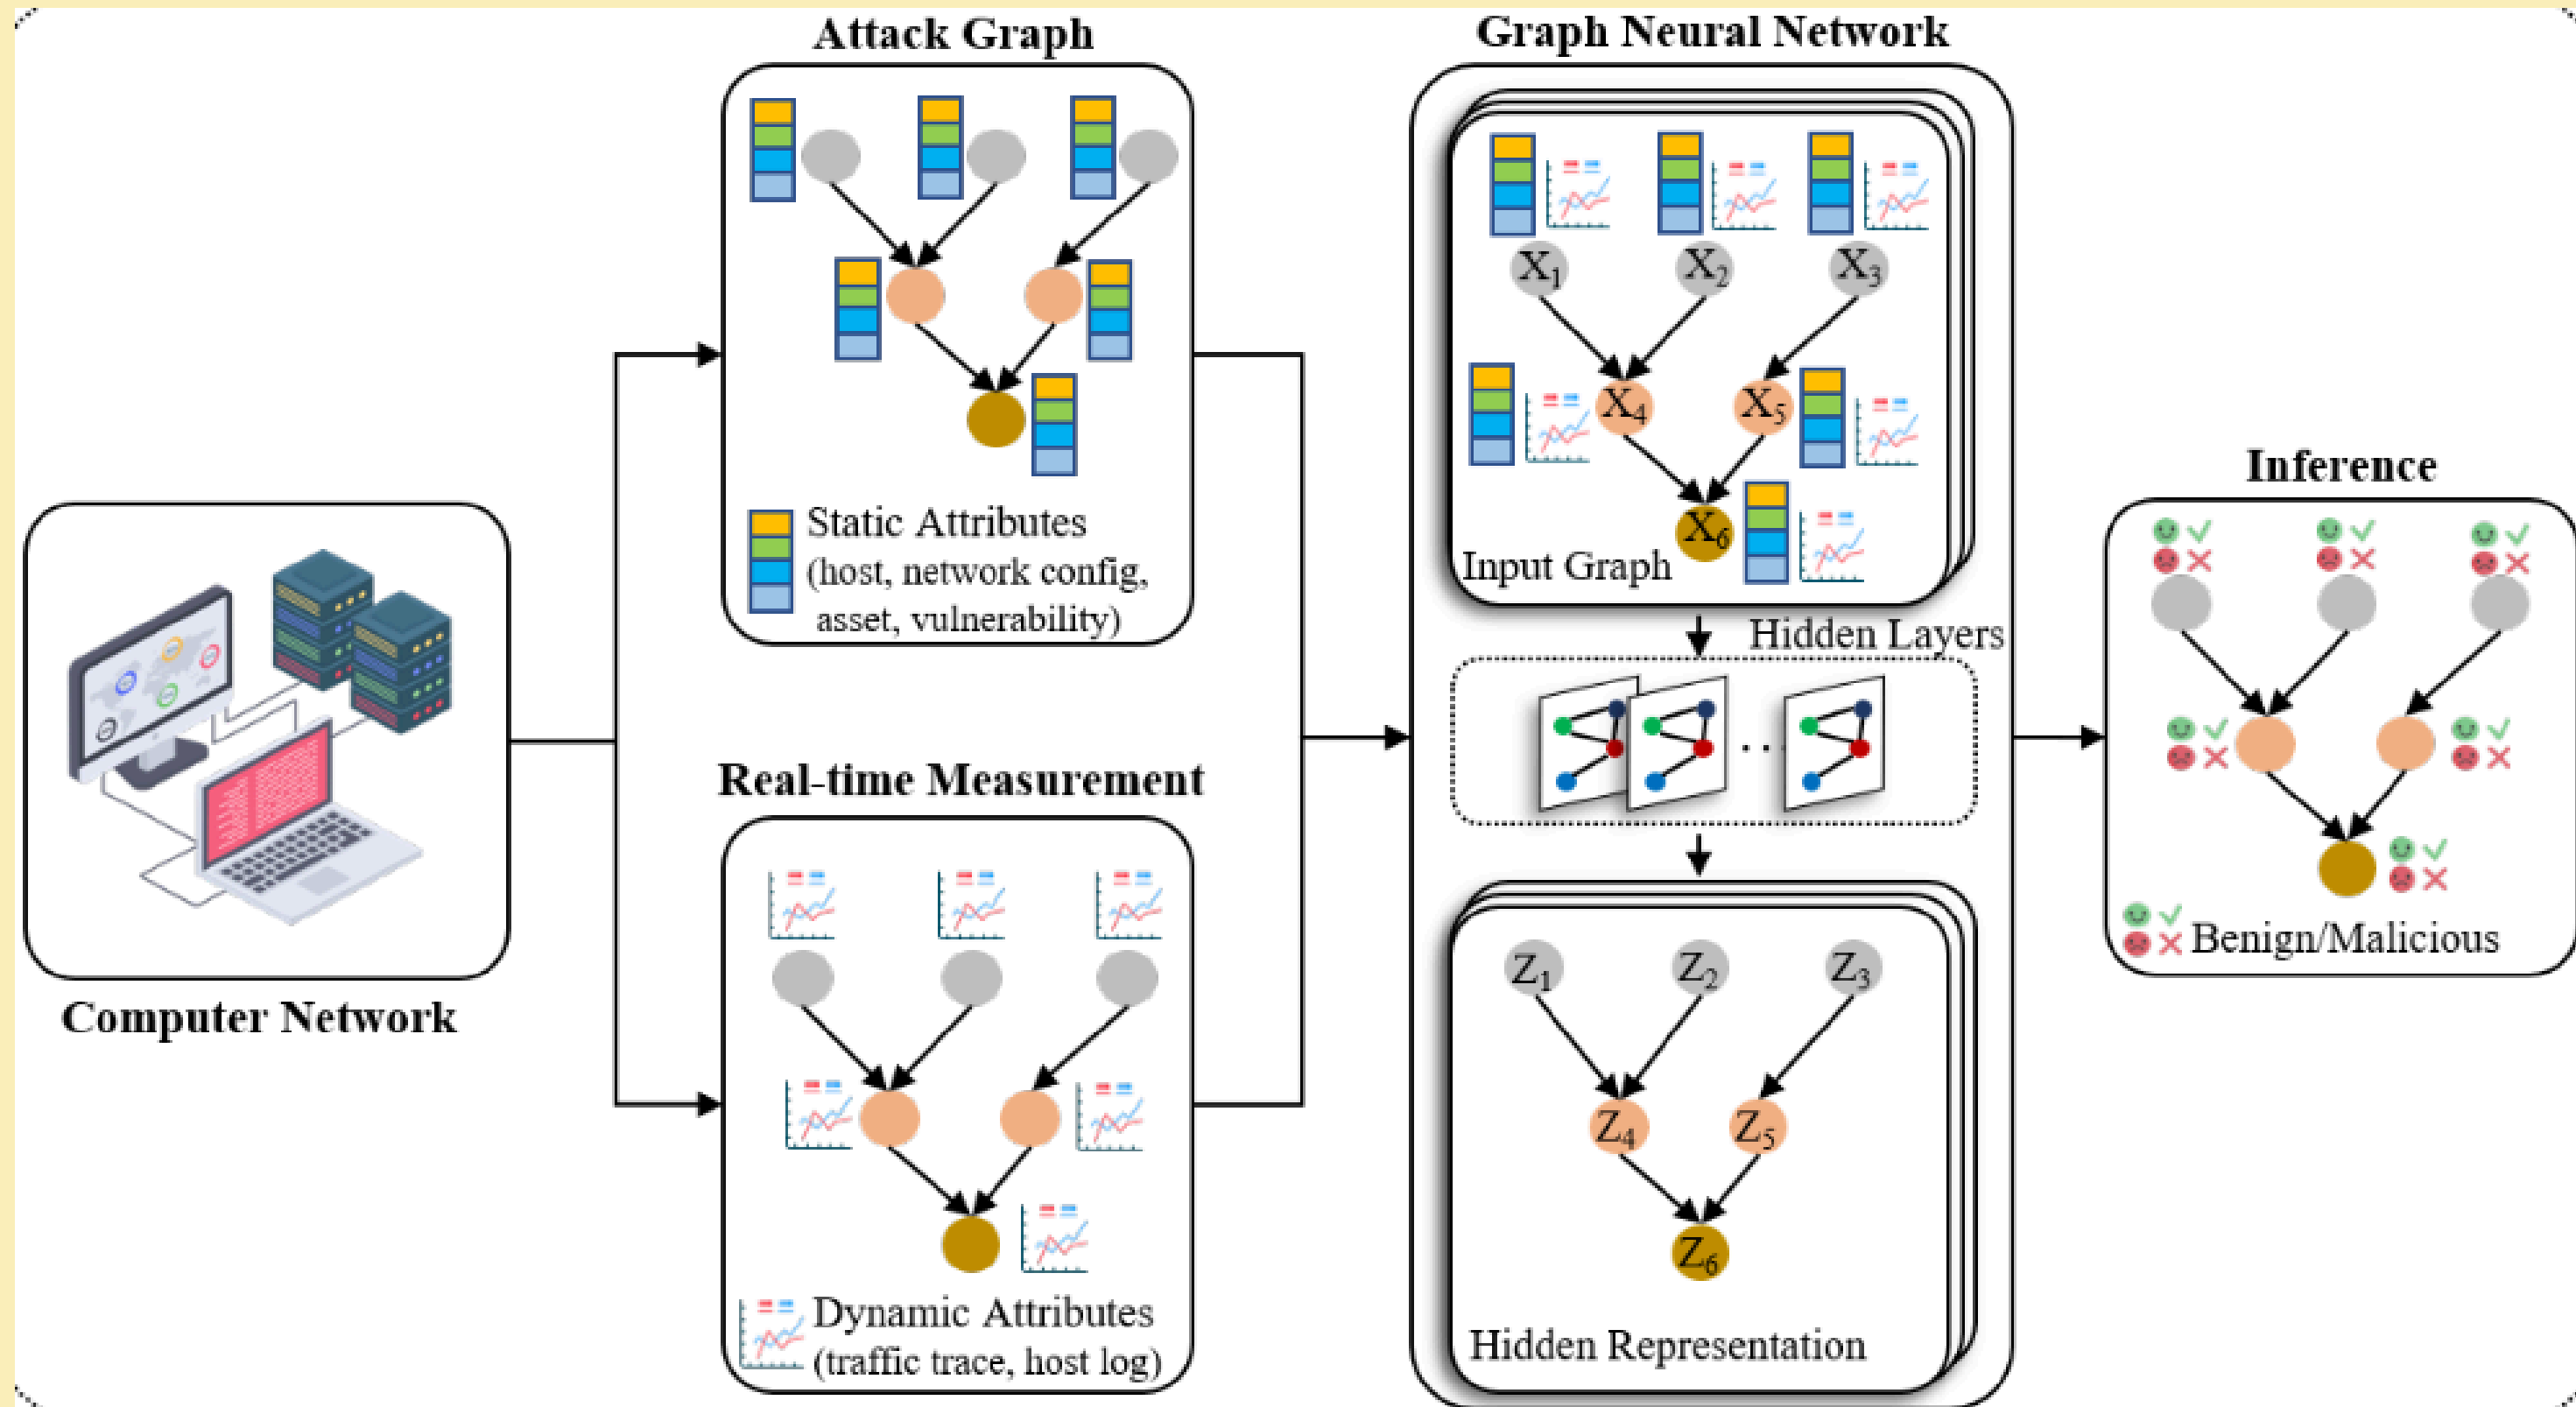 Attack Graph
Static Attributes
(host, network config,
asset, vulnerability)
Computer Network
Real-time Measurement
Dynamic Attributes
(traffic trace, host log)
Graph Neural Network
X1
X2
X3
X4
X5
X6
Input Graph
Hidden Layers
...
Z1
Z2
Z3
Z4
Z5
Z6
Hidden Representation
Inference
Benign/Malicious